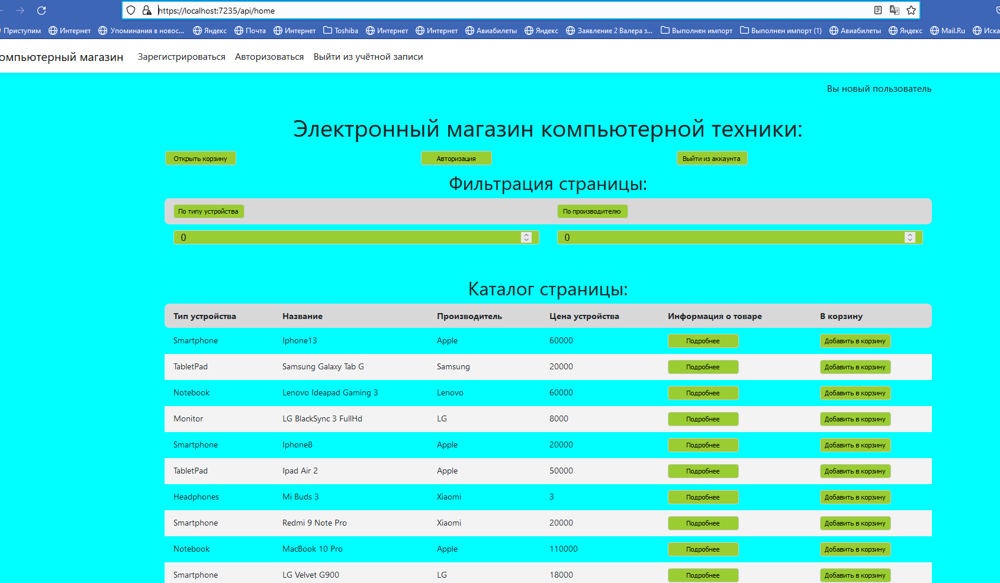 https://localhost:7235/api/home
Приступим Интернет Упоминания в новос... Яндекс Почта Интернет Toshiba Интернет Интернет Авиабилеты Яндекс Заявление 2 Валера з... Выполнен импорт Выполнен импорт (1) Авиабилеты Яндекс Mail.Ru Иска
омпьютерный магазин Зарегистрироваться Авторизоваться Выйти из учётной записи
Вы новый пользователь
Электронный магазин компьютерной техники:
Открыть корзину Авторизация Выйти из аккаунта
Фильтрация страницы:
По типу устройства По производителю
0 0
Каталог страницы:
Тип устройства Название Производитель Цена устройства Информация о товаре В корзину
Smartphone Iphone13 Apple 60000 Подробнее Добавить в корзину
TabletPad Samsung Galaxy Tab G Samsung 20000 Подробнее Добавить в корзину
Notebook Lenovo Ideapad Gaming 3 Lenovo 60000 Подробнее Добавить в корзину
Monitor LG BlackSync 3 FullHd LG 8000 Подробнее Добавить в корзину
Smartphone Iphone8 Apple 20000 Подробнее Добавить в корзину
TabletPad Ipad Air 2 Apple 50000 Подробнее Добавить в корзину
Headphones Mi Buds 3 Xiaomi 3 Подробнее Добавить в корзину
Smartphone Redmi 9 Note Pro Xiaomi 20000 Подробнее Добавить в корзину
Notebook MacBook 10 Pro Apple 110000 Подробнее Добавить в корзину
Smartphone LG Velvet G900 LG 18000 Подробнее Добавить в корзину